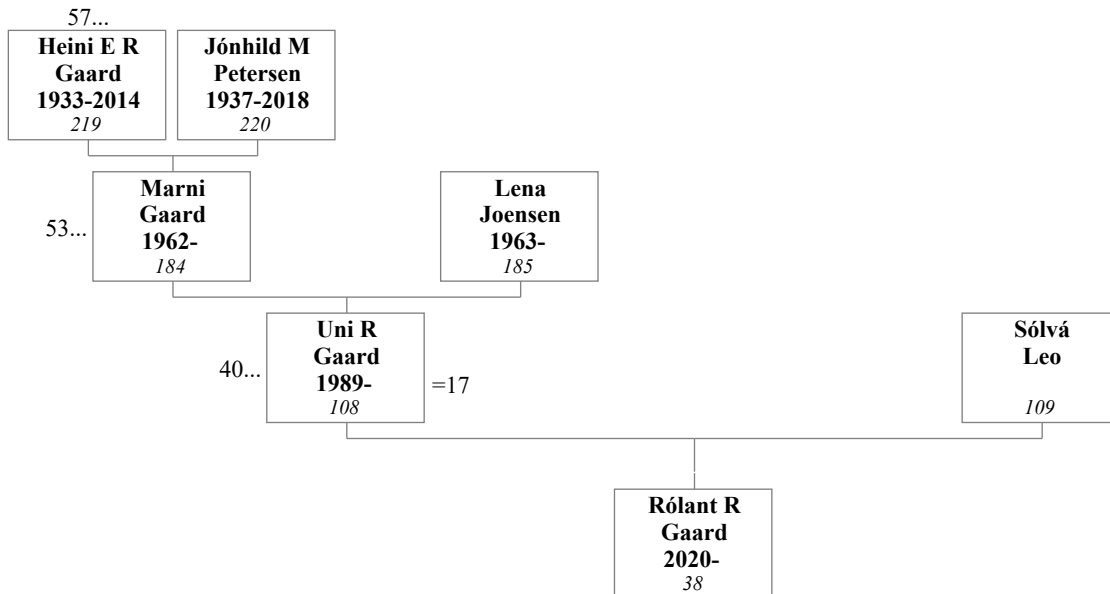 57...
Heini E R
Gaard
1933-2014
219
Jónhild M
Petersen
1937-2018
220
53...
Marni
Gaard
1962-
184
Lena
Joensen
1963-
185
40...
Uni R
Gaard
1989-
108
=17
Sólvá
Leo
109
Rólant R
Gaard
2020-
38